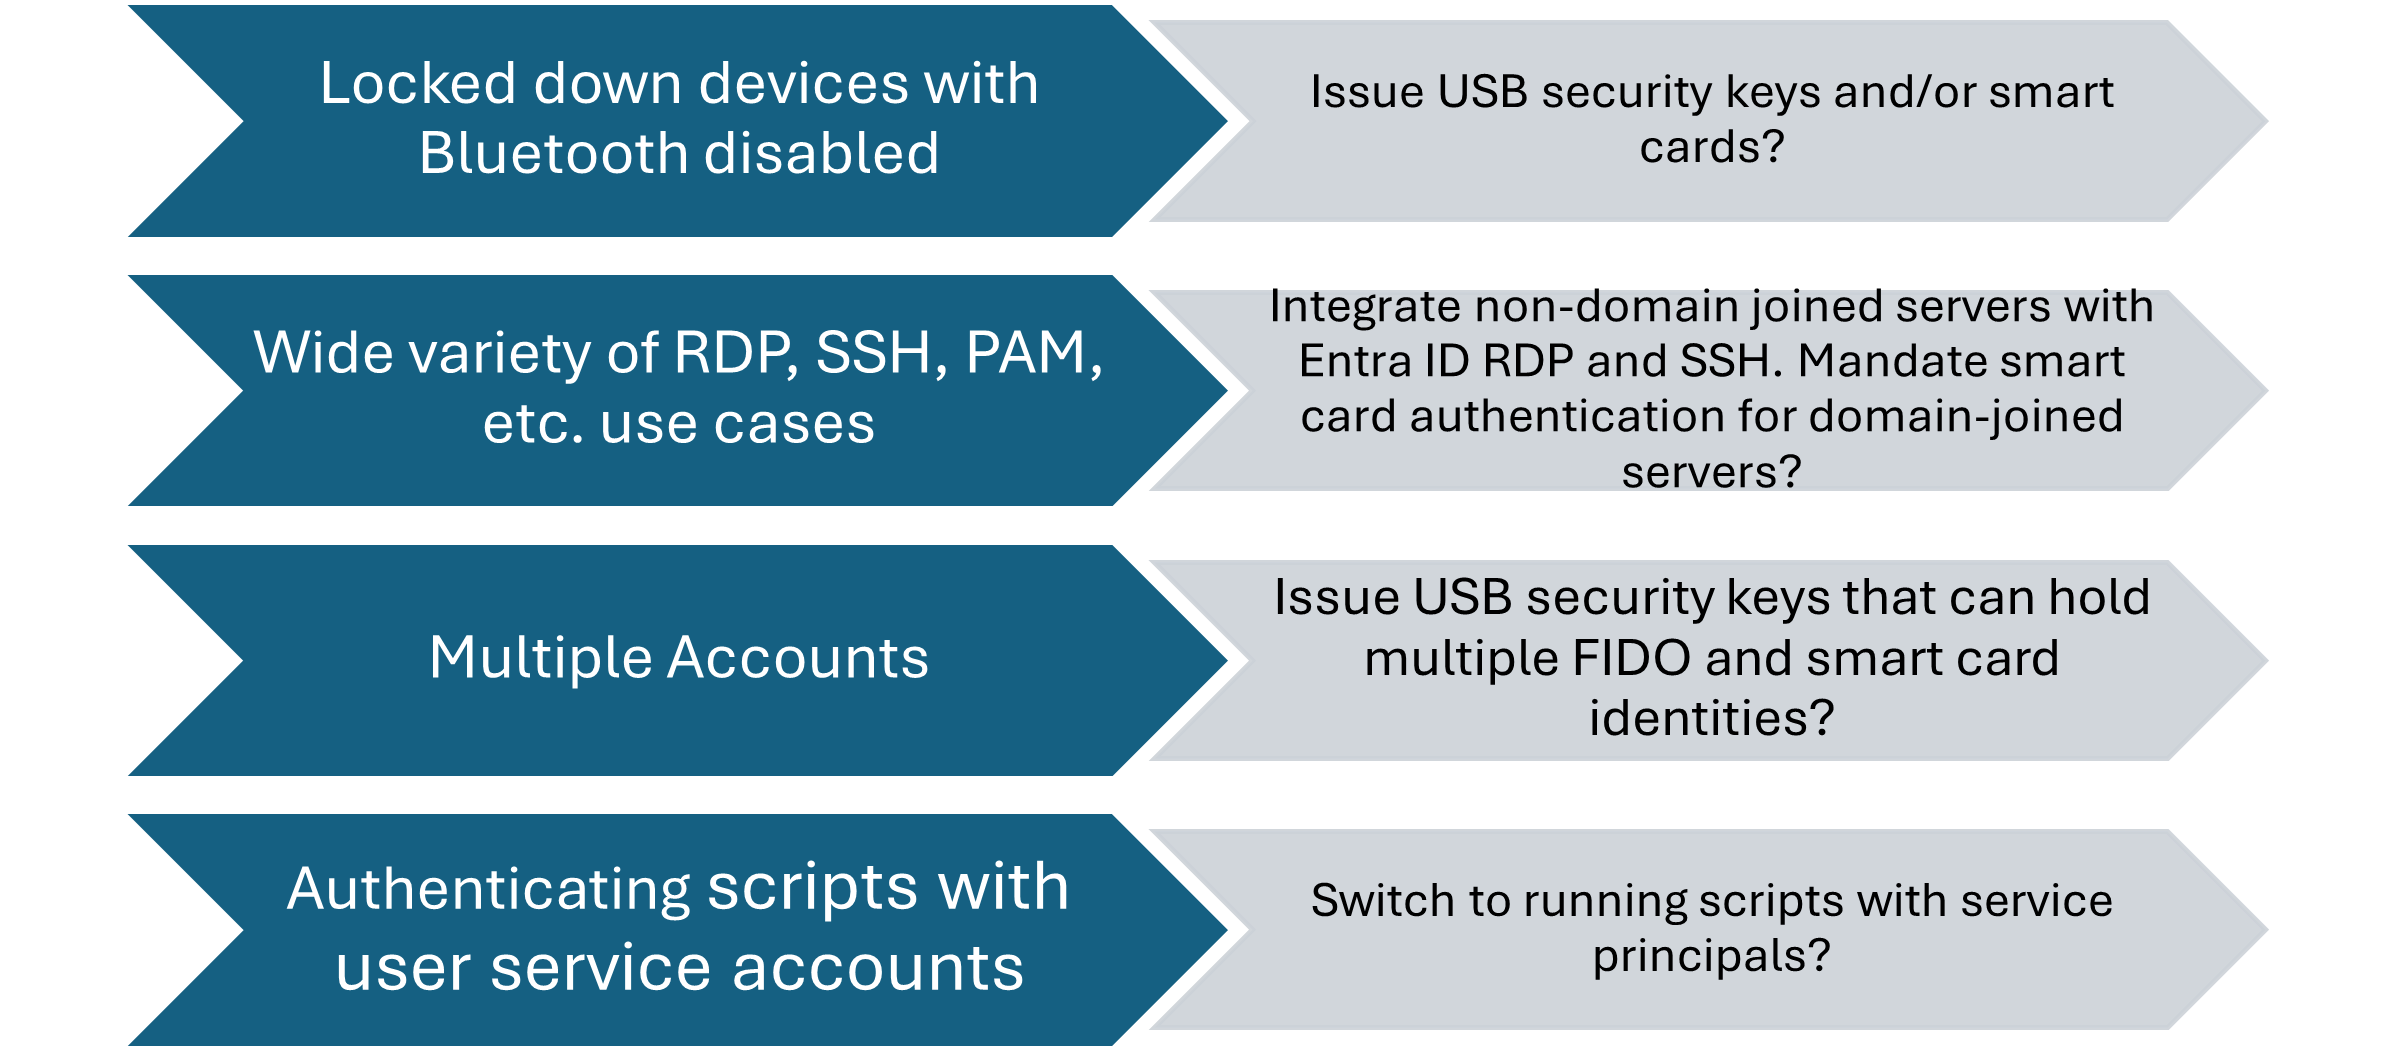 Locked down devices with
Bluetooth disabled
Issue USB security keys and/or smart
cards?
Wide variety of RDP, SSH, PAM,
etc. use cases
Integrate non-domain joined servers with
Entra ID RDP and SSH. Mandate smart
card authentication for domain-joined
servers?
Multiple Accounts
Issue USB security keys that can hold
multiple FIDO and smart card
identities?
Authenticating scripts with
user service accounts
Switch to running scripts with service
principals?